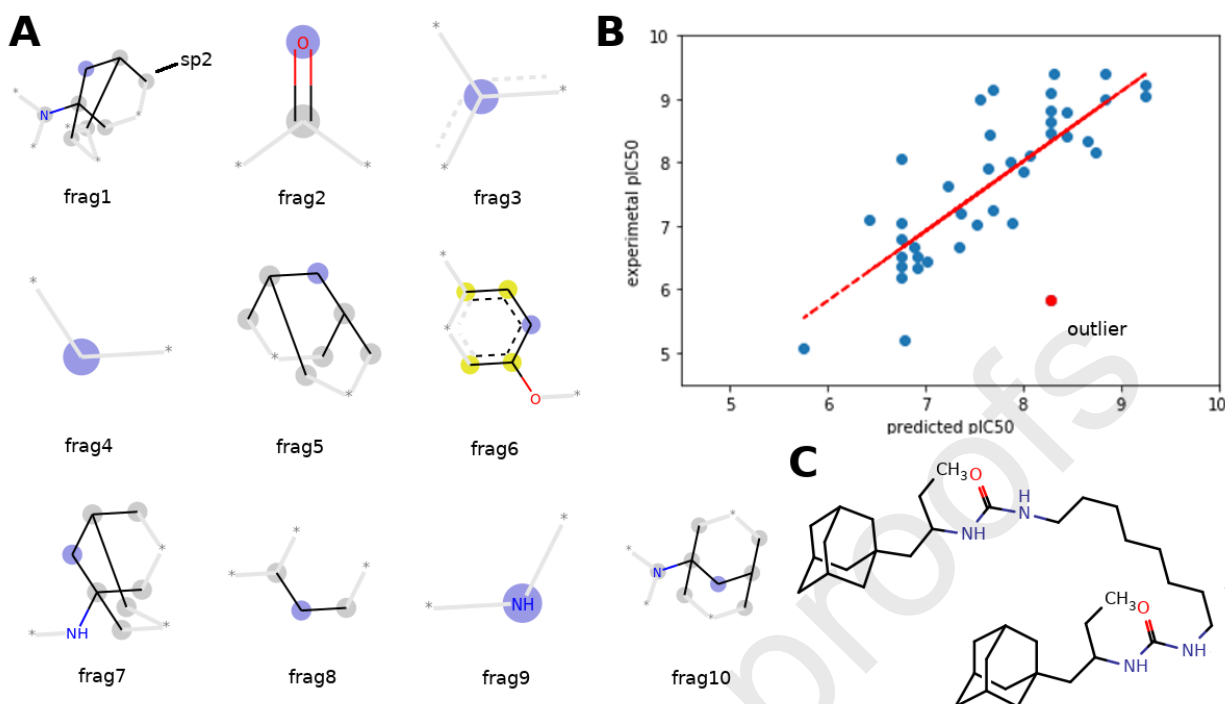 A
sp2
N
* * * * *
frag1
O
* *
frag2
* * *
frag3
* *
frag4
* *
frag5
O
* * *
frag6
NH
* * *
frag7
* * *
frag8
NH
* *
frag9
N
* * * *
frag10
B
experimetal pIC50
10
9
8
7
6
5
outlier
5 6 7 8 9 10
predicted pIC50
C
CH3 O
NH
H
N
CH3 O
NH
NH
proofs